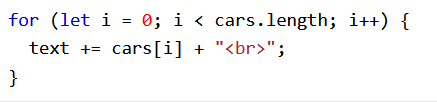 for (let i = 0; i < cars.length; i++) {
  text += cars[i] + "<br>";
}